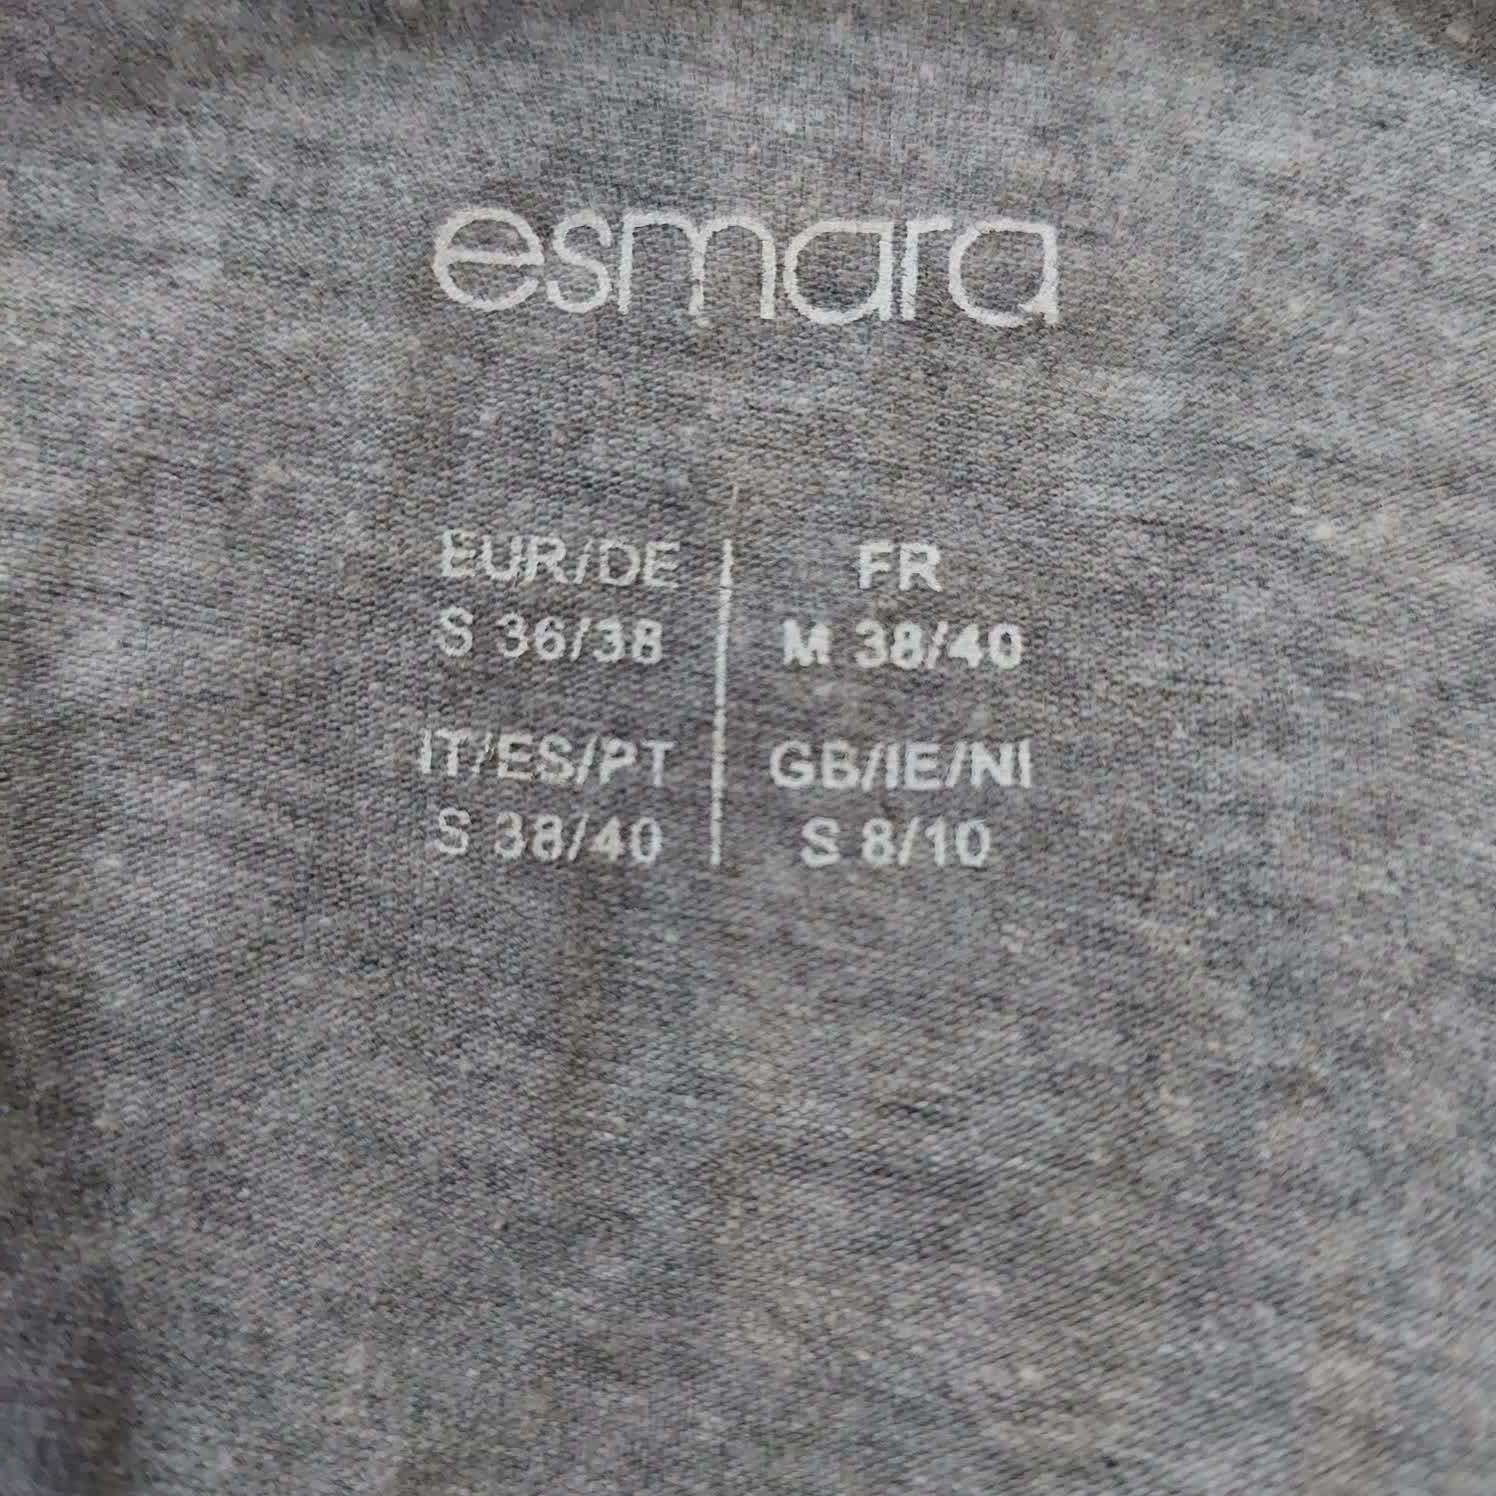 esmara
EUR/DE
S 36/38
FR
M 38/40
IT/ES/PT
S 38/40
GB/IE/NI
S 8/10